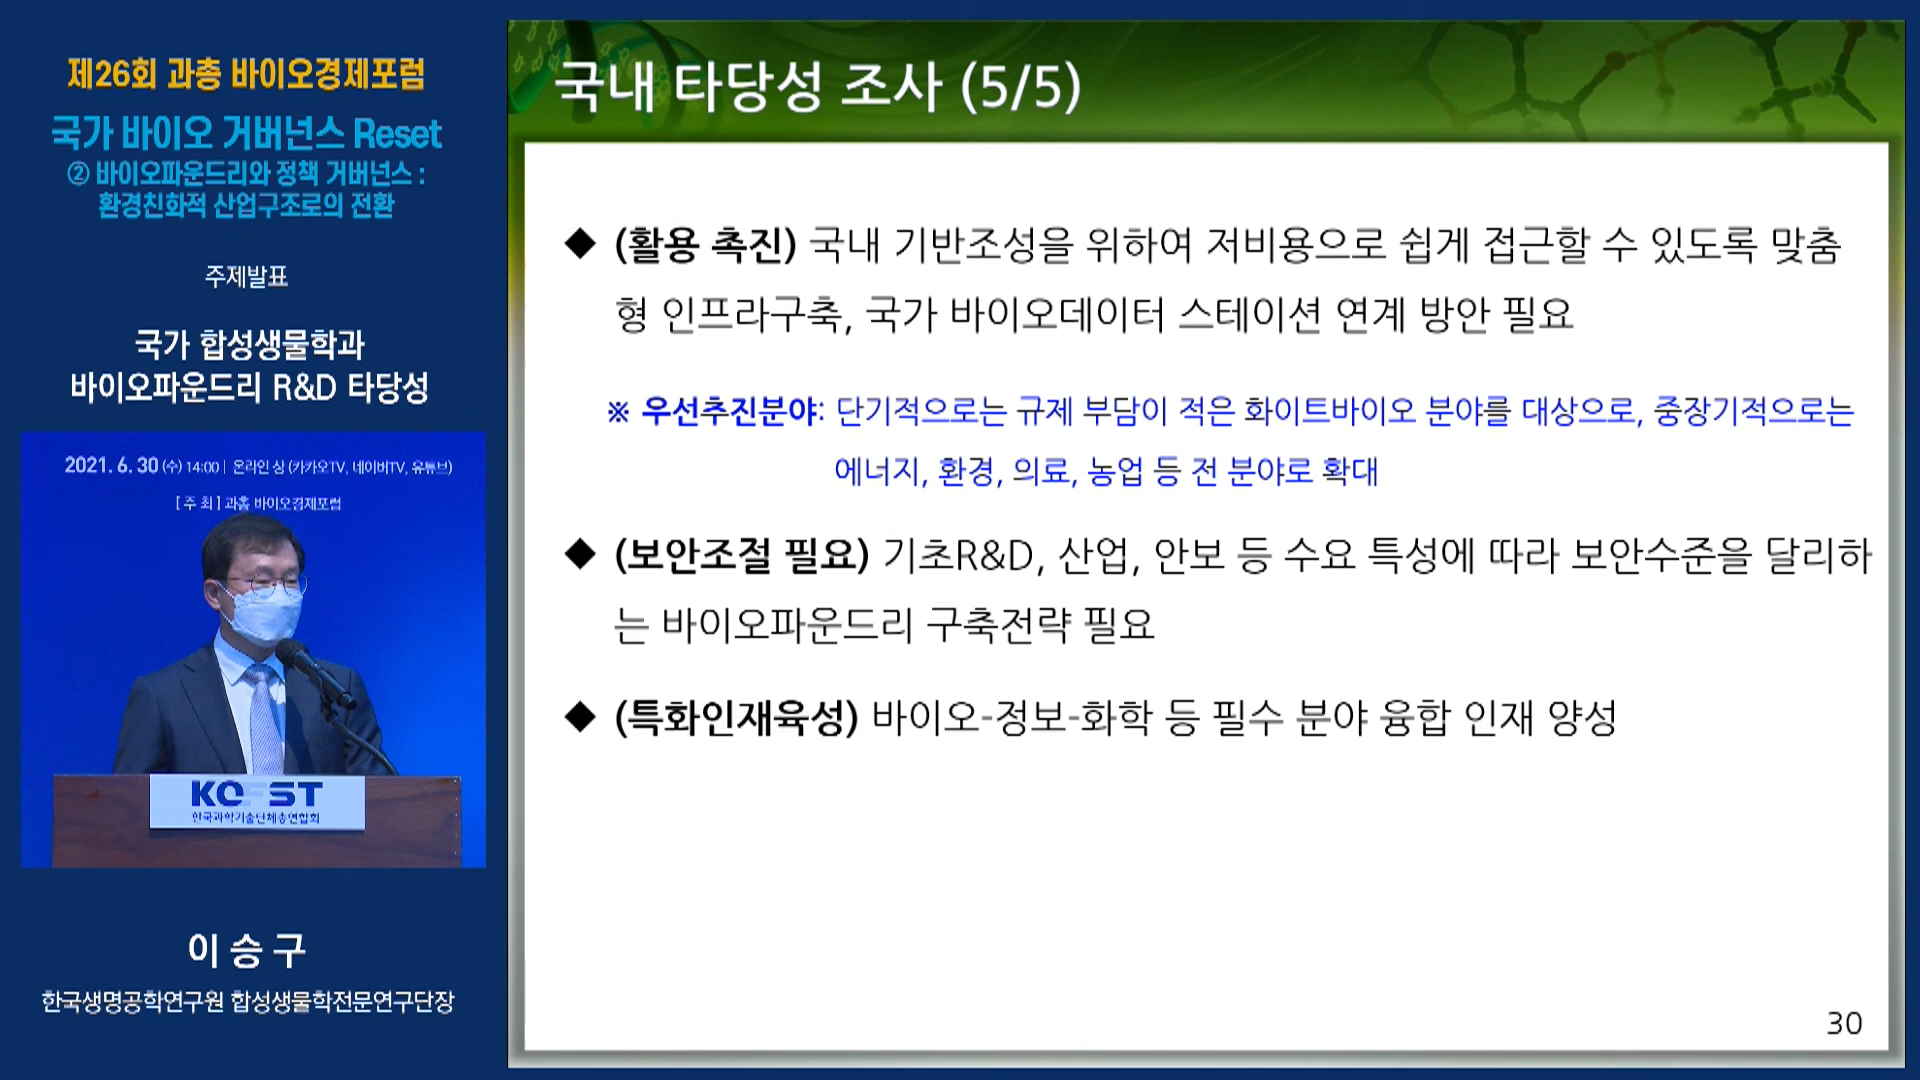 제26회 과총 바이오경제포럼
국가 바이오 거버넌스 Reset
② 바이오파운드리와 정책 거버넌스 :
환경친화적 산업구조로의 전환
주제발표
국가 합성생물학과
바이오파운드리 R&D 타당성
2021. 6. 30 (수) 14:00 | 온라인 상 (카카오TV, 네이버TV, 유튜브)
[ 주 최 ] 과총 바이오경제포럼
한국과학기술단체총연합회
이 승 구
한국생명공학연구원 합성생물학전문연구단장
국내 타당성 조사 (5/5)
◆ (활용 촉진) 국내 기반조성을 위하여 저비용으로 쉽게 접근할 수 있도록 맞춤
형 인프라구축, 국가 바이오데이터 스테이션 연계 방안 필요
※ 우선추진분야: 단기적으로는 규제 부담이 적은 화이트바이오 분야를 대상으로, 중장기적으로는
에너지, 환경, 의료, 농업 등 전 분야로 확대
◆ (보안조절 필요) 기초R&D, 산업, 안보 등 수요 특성에 따라 보안수준을 달리하
는 바이오파운드리 구축전략 필요
◆ (특화인재육성) 바이오-정보-화학 등 필수 분야 융합 인재 양성
30